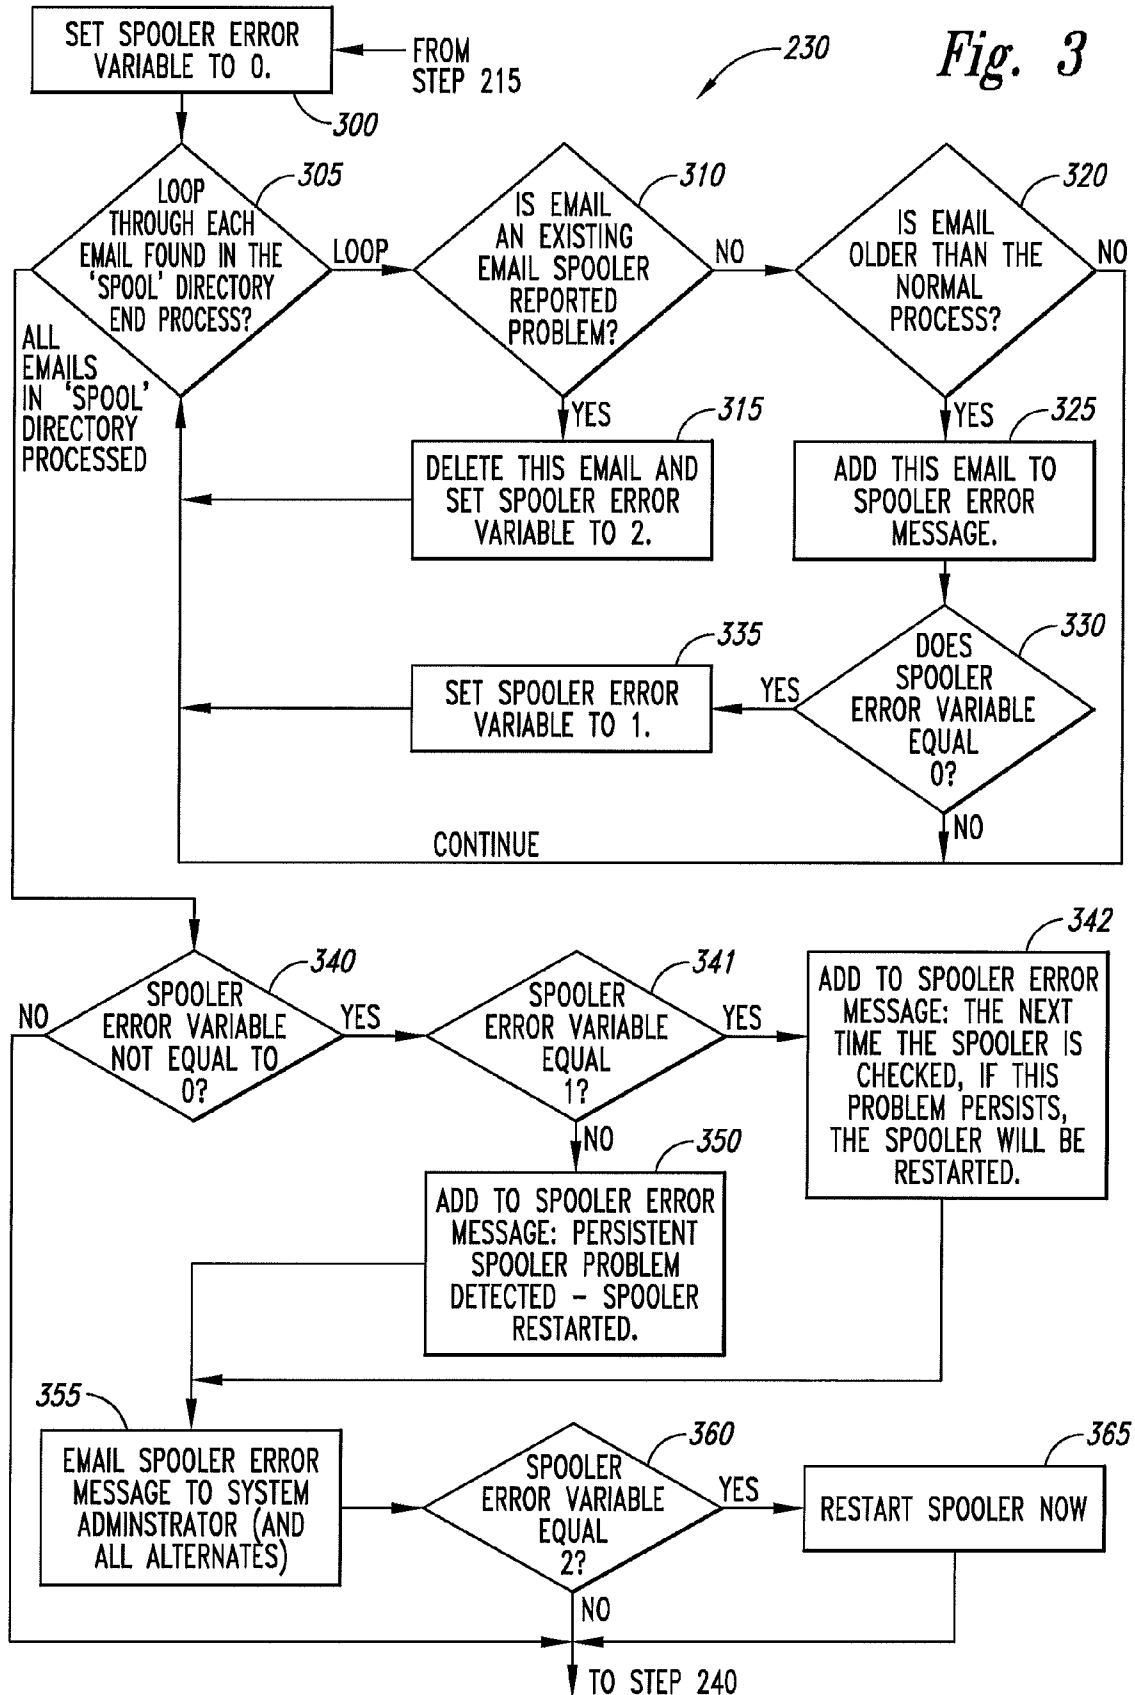 SET SPOOLER ERROR
VARIABLE TO 0.
FROM
STEP 215
230
Fig. 3
300
LOOP
THROUGH EACH
EMAIL FOUND IN THE
'SPOOL' DIRECTORY
END PROCESS?
305
LOOP
IS EMAIL
AN EXISTING
EMAIL SPOOLER
REPORTED
PROBLEM?
310
NO
IS EMAIL
OLDER THAN THE
NORMAL
PROCESS?
320
NO
ALL
EMAILS
IN 'SPOOL'
DIRECTORY
PROCESSED
YES
315
DELETE THIS EMAIL AND
SET SPOOLER ERROR
VARIABLE TO 2.
YES
325
ADD THIS EMAIL TO
SPOOLER ERROR
MESSAGE.
335
SET SPOOLER ERROR
VARIABLE TO 1.
YES
DOES
SPOOLER
ERROR VARIABLE
EQUAL
0?
330
NO
CONTINUE
NO
SPOOLER
ERROR VARIABLE
NOT EQUAL TO
0?
340
YES
SPOOLER
ERROR VARIABLE
EQUAL
1?
341
YES
342
ADD TO SPOOLER ERROR
MESSAGE: THE NEXT
TIME THE SPOOLER IS
CHECKED, IF THIS
PROBLEM PERSISTS,
THE SPOOLER WILL BE
RESTARTED.
NO
350
ADD TO SPOOLER ERROR
MESSAGE: PERSISTENT
SPOOLER PROBLEM
DETECTED – SPOOLER
RESTARTED.
355
EMAIL SPOOLER ERROR
MESSAGE TO SYSTEM
ADMINSTRATOR (AND
ALL ALTERNATES)
SPOOLER
ERROR VARIABLE
EQUAL
2?
360
YES
365
RESTART SPOOLER NOW
NO
TO STEP 240